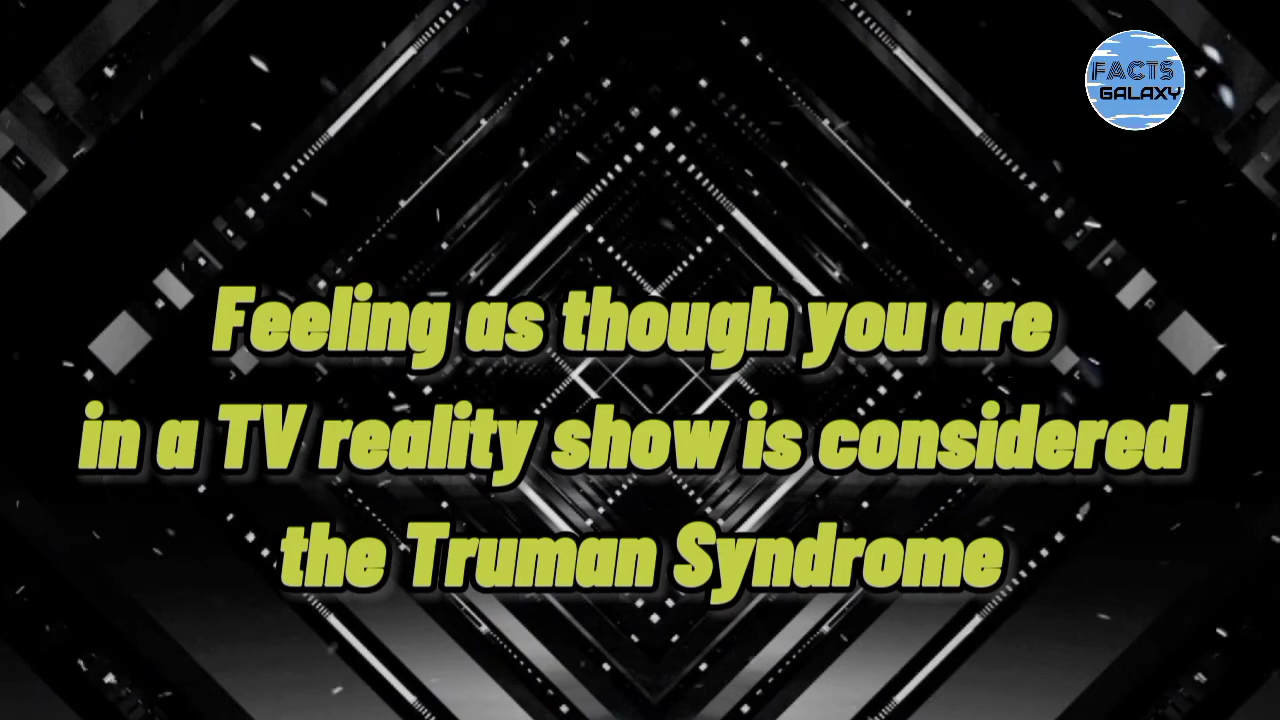 FACTS
GALAXY
Feeling as though you are
in a TV reality show is considered
the Truman Syndrome